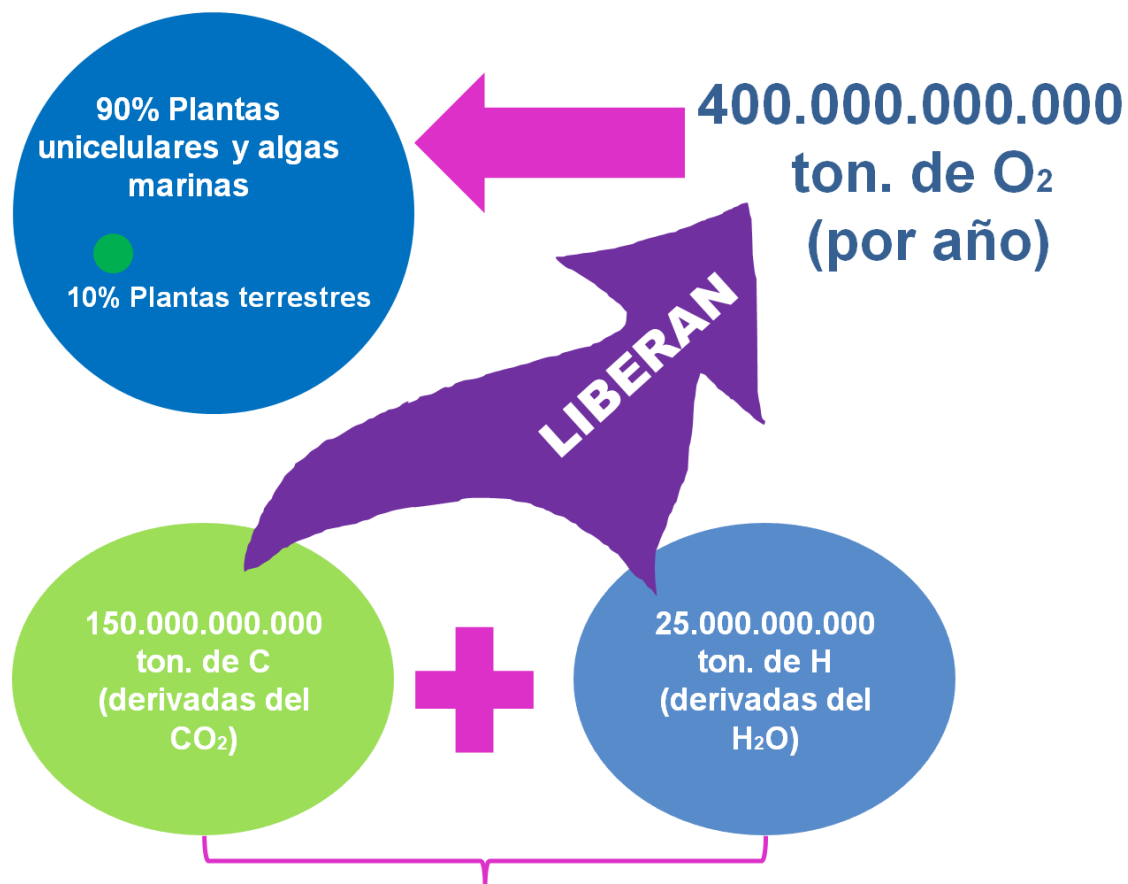 90% Plantas
unicelulares y algas
marinas
10% Plantas terrestres
400.000.000.000
ton. de O₂
(por año)
LIBERAN
150.000.000.000
ton. de C
(derivadas del
CO₂)
25.000.000.000
ton. de H
(derivadas del
H₂O)